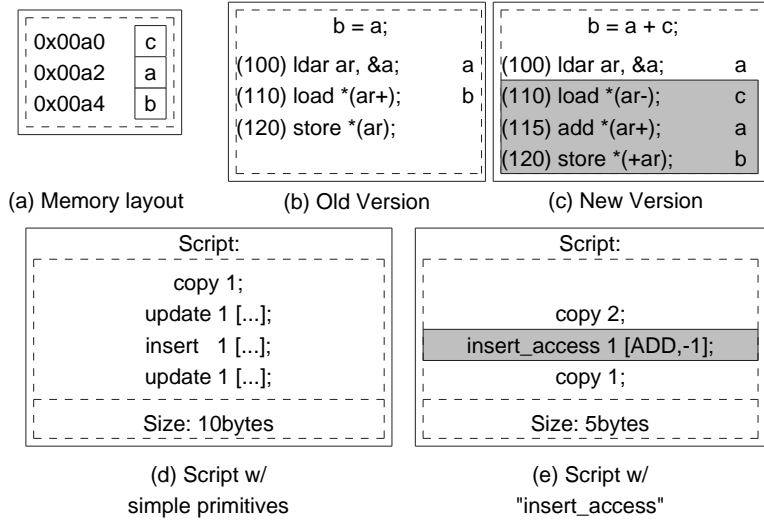 0x00a0 c
0x00a2 a
0x00a4 b
(a) Memory layout
b = a;
(100) ldar ar, &a; a
(110) load *(ar+); b
(120) store *(ar);
(b) Old Version
b = a + c;
(100) ldar ar, &a; a
(110) load *(ar-); c
(115) add *(ar+); a
(120) store *(+ar); b
(c) New Version
Script:
copy 1;
update 1 [...];
insert 1 [...];
update 1 [...];
Size: 10bytes
(d) Script w/
simple primitives
Script:
copy 2;
insert_access 1 [ADD,-1];
copy 1;
Size: 5bytes
(e) Script w/
"insert_access"